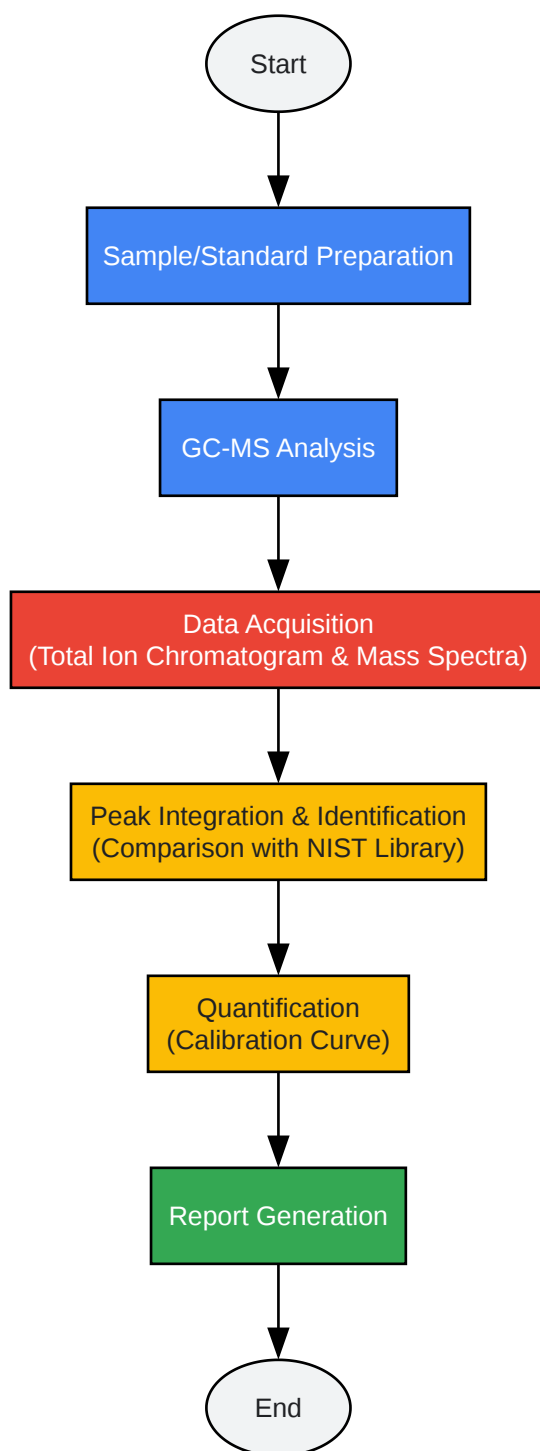 Start
Sample/Standard Preparation
GC-MS Analysis
Data Acquisition
(Total Ion Chromatogram & Mass Spectra)
Peak Integration & Identification
(Comparison with NIST Library)
Quantification
(Calibration Curve)
Report Generation
End